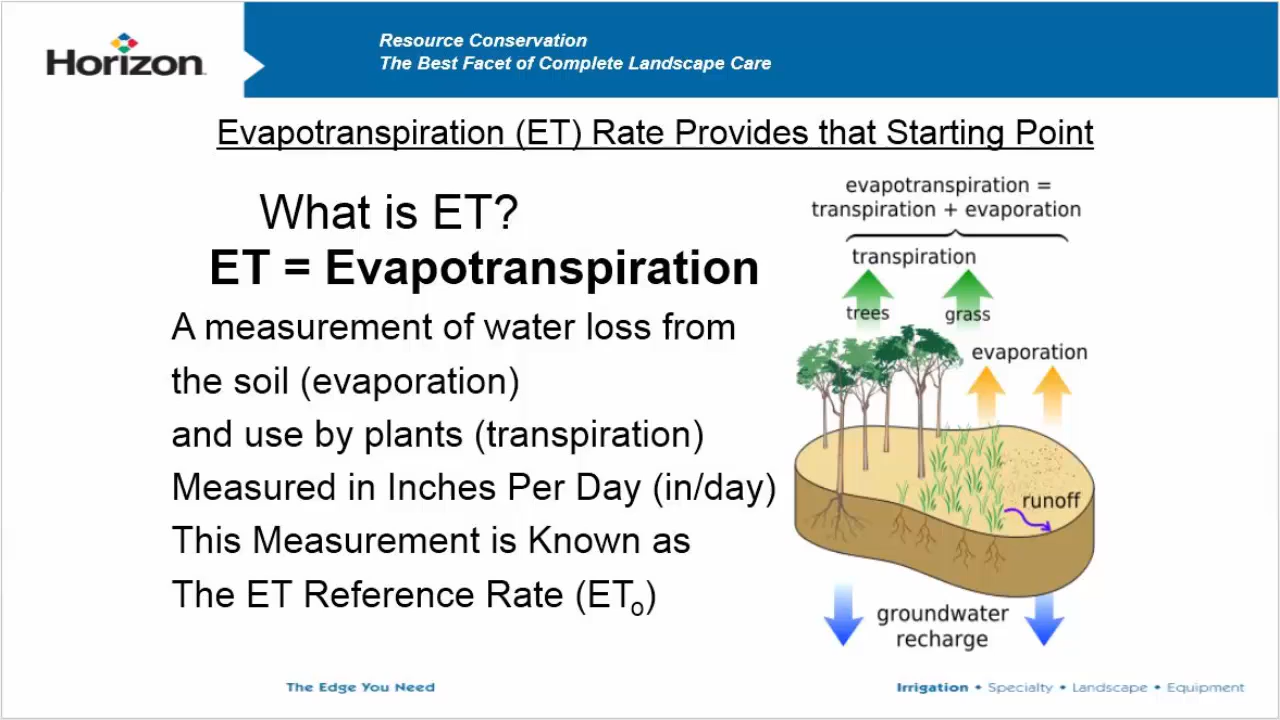 Horizon
Resource Conservation
The Best Facet of Complete Landscape Care
Evapotranspiration (ET) Rate Provides that Starting Point
What is ET?
ET = Evapotranspiration
A measurement of water loss from
the soil (evaporation)
and use by plants (transpiration)
Measured in Inches Per Day (in/day)
This Measurement is Known as
The ET Reference Rate (ETo)
evapotranspiration =
transpiration + evaporation
transpiration
trees grass
evaporation
runoff
groundwater
recharge
The Edge You Need
Irrigation • Specialty • Landscape • Equipment